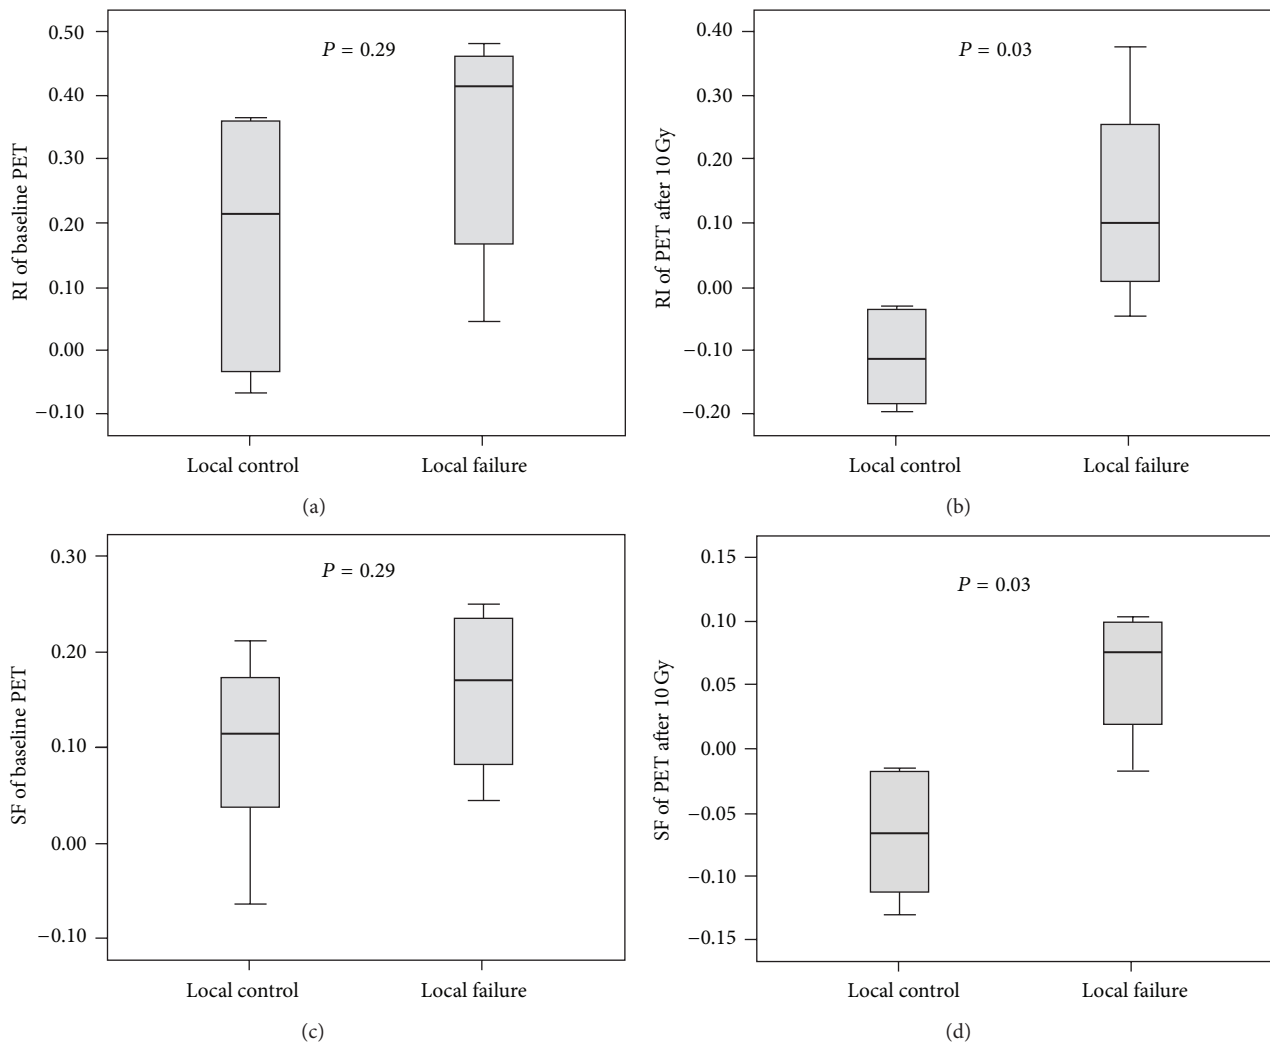 RI of baseline PET
0.50
0.40
0.30
0.20
0.10
0.00
−0.10
P = 0.29
Local control
Local failure
(a)
RI of PET after 10 Gy
0.40
0.30
0.20
0.10
0.00
−0.10
−0.20
P = 0.03
Local control
Local failure
(b)
SF of baseline PET
0.30
0.20
0.10
0.00
−0.10
P = 0.29
Local control
Local failure
(c)
SF of PET after 10 Gy
0.15
0.10
0.05
0.00
−0.05
−0.10
−0.15
P = 0.03
Local control
Local failure
(d)